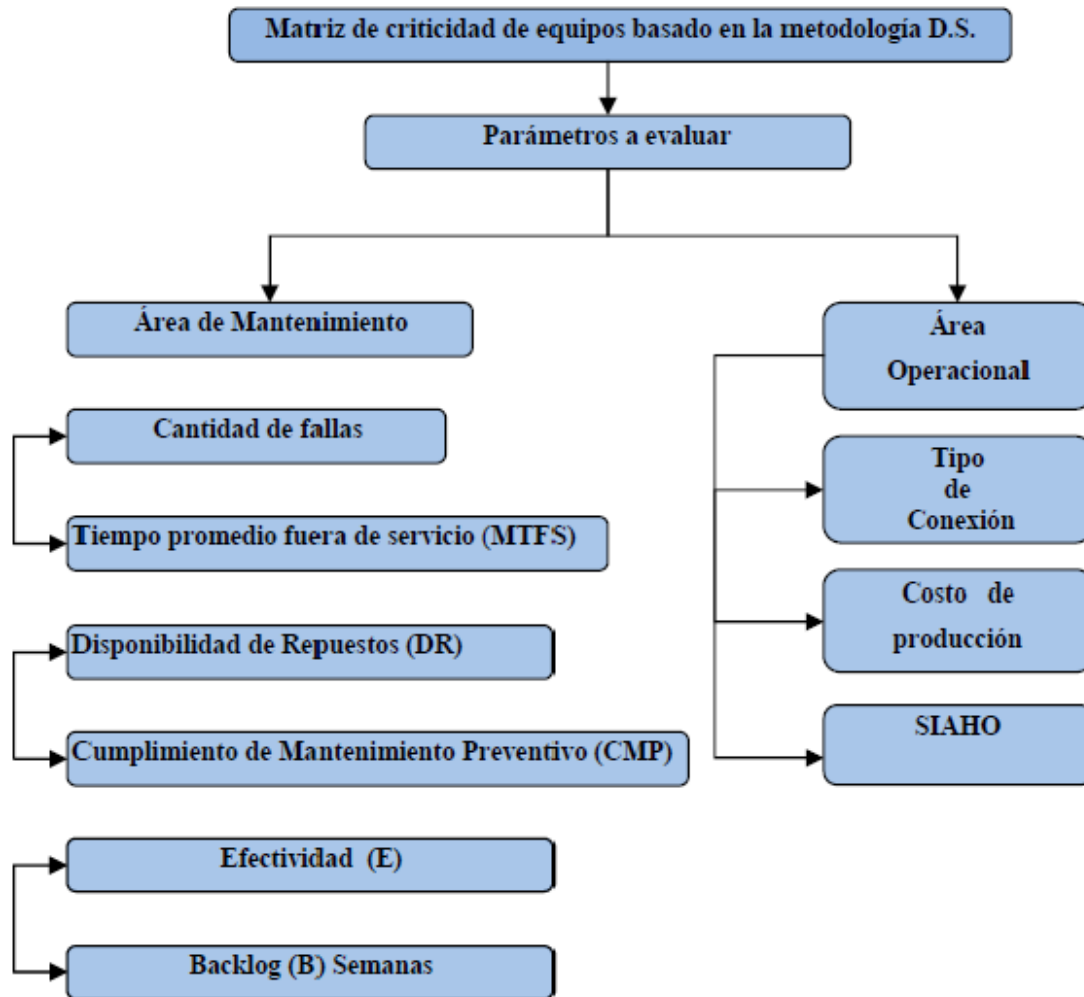 Matriz de criticidad de equipos basado en la metodología D.S.
Parámetros a evaluar
Área de Mantenimiento
Cantidad de fallas
Tiempo promedio fuera de servicio (MTFS)
Disponibilidad de Repuestos (DR)
Cumplimiento de Mantenimiento Preventivo (CMP)
Efectividad (E)
Backlog (B) Semanas
Área
Operacional
Tipo
de
Conexión
Costo de
producción
SIAHO